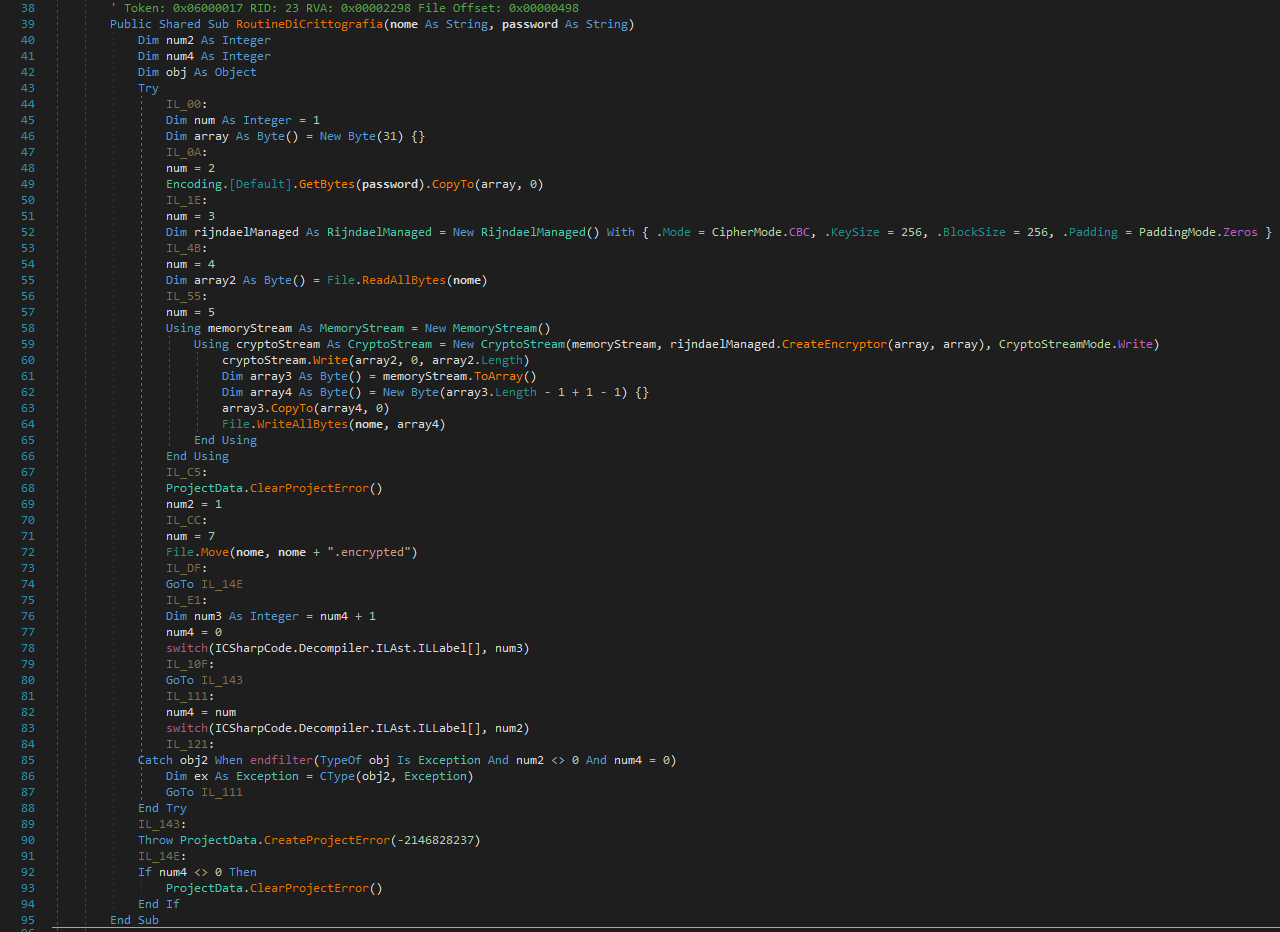 38 ' Token: 0x06000017 RID: 23 RVA: 0x00002298 File Offset: 0x00000498
39 Public Shared Sub RoutineDiCrittografia(nome As String, password As String)
40 Dim num2 As Integer
41 Dim num4 As Integer
42 Dim obj As Object
43 Try
44 IL_00:
45 Dim num As Integer = 1
46 Dim array As Byte() = New Byte(31) {}
47 IL_0A:
48 num = 2
49 Encoding.[Default].GetBytes(password).CopyTo(array, 0)
50 IL_1E:
51 num = 3
52 Dim rijndaelManaged As RijndaelManaged = New RijndaelManaged() With { .Mode = CipherMode.CBC, .KeySize = 256, .BlockSize = 256, .Padding = PaddingMode.Zeros }
53 IL_4B:
54 num = 4
55 Dim array2 As Byte() = File.ReadAllBytes(nome)
56 IL_55:
57 num = 5
58 Using memoryStream As MemoryStream = New MemoryStream()
59 Using cryptoStream As CryptoStream = New CryptoStream(memoryStream, rijndaelManaged.CreateEncryptor(array, array), CryptoStreamMode.Write)
60 cryptoStream.Write(array2, 0, array2.Length)
61 Dim array3 As Byte() = memoryStream.ToArray()
62 Dim array4 As Byte() = New Byte(array3.Length - 1 + 1 - 1) {}
63 array3.CopyTo(array4, 0)
64 File.WriteAllBytes(nome, array4)
65 End Using
66 End Using
67 IL_C5:
68 ProjectData.ClearProjectError()
69 num2 = 1
70 IL_CC:
71 num = 7
72 File.Move(nome, nome + ".encrypted")
73 IL_DF:
74 GoTo IL_14E
75 IL_E1:
76 Dim num3 As Integer = num4 + 1
77 num4 = 0
78 switch(ICSharpCode.Decompiler.ILAst.ILLabel[], num3)
79 IL_10F:
80 GoTo IL_143
81 IL_111:
82 num4 = num
83 switch(ICSharpCode.Decompiler.ILAst.ILLabel[], num2)
84 IL_121:
85 Catch obj2 When endfilter(TypeOf obj Is Exception And num2 <> 0 And num4 = 0)
86 Dim ex As Exception = CType(obj2, Exception)
87 GoTo IL_111
88 End Try
89 IL_143:
90 Throw ProjectData.CreateProjectError(-2146828237)
91 IL_14E:
92 If num4 <> 0 Then
93 ProjectData.ClearProjectError()
94 End If
95 End Sub